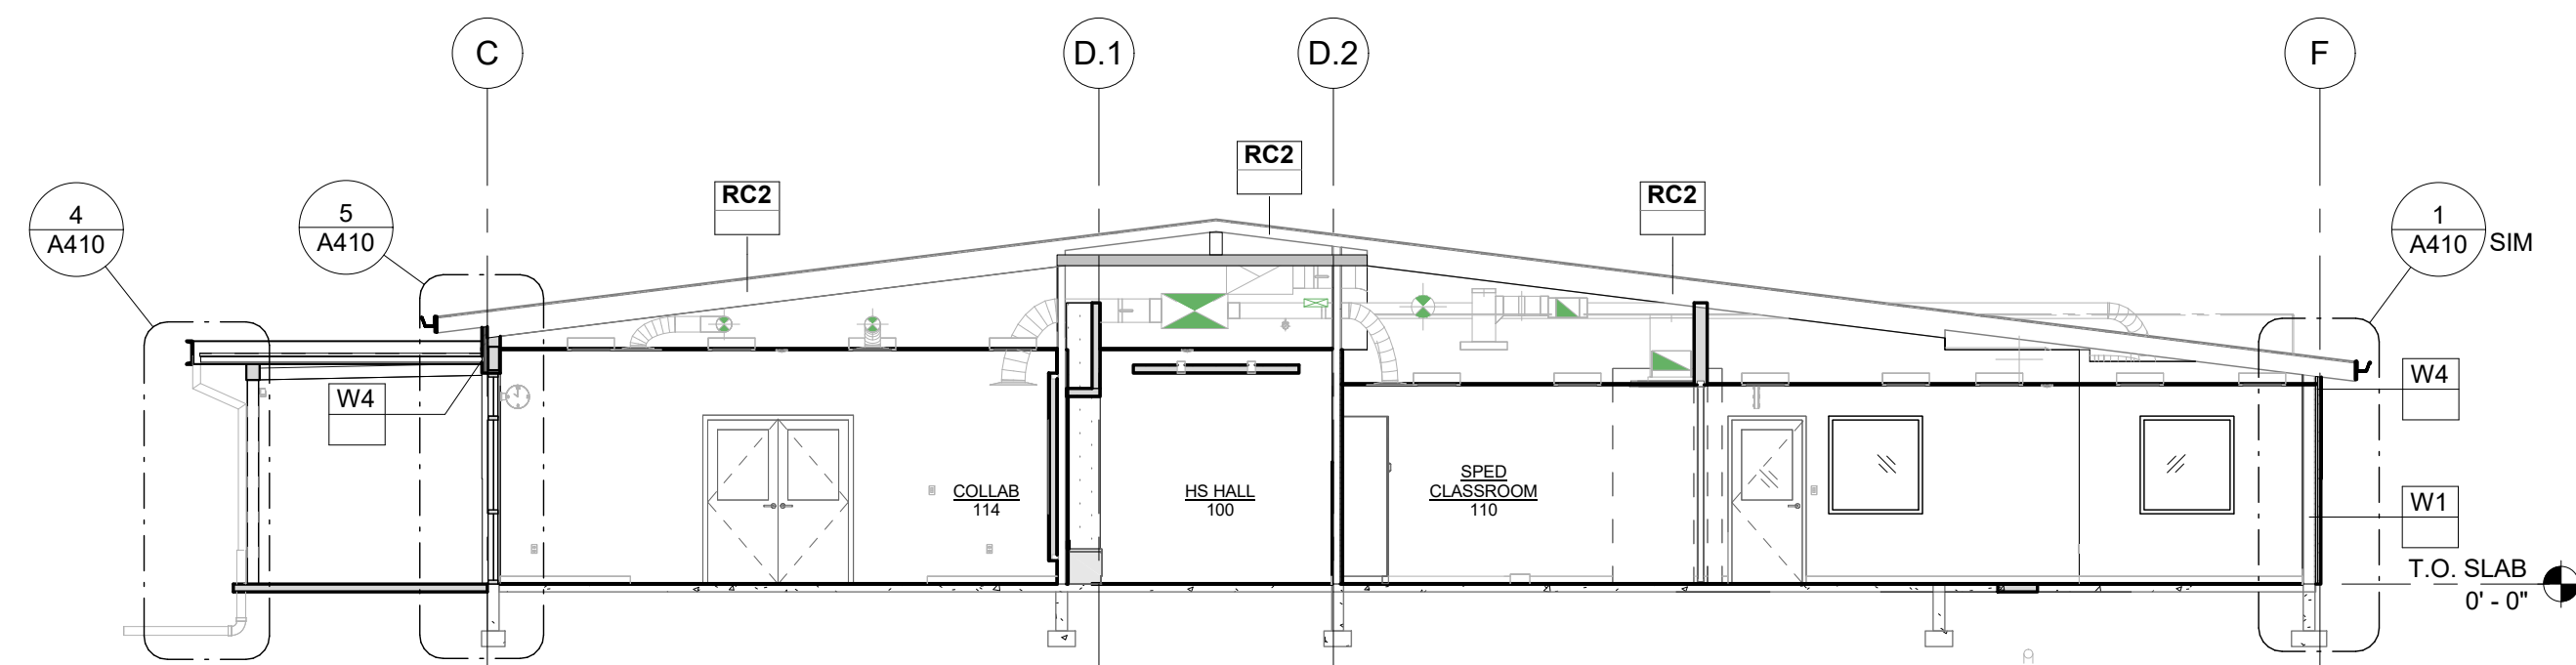 C
D.1
D.2
F
RC2
RC2
RC2
4
A410
5
A410
1
A410 SIM
W4
W4
COLLAB
114
HS HALL
100
SPED
CLASSROOM
110
W1
T.O. SLAB
0' - 0"